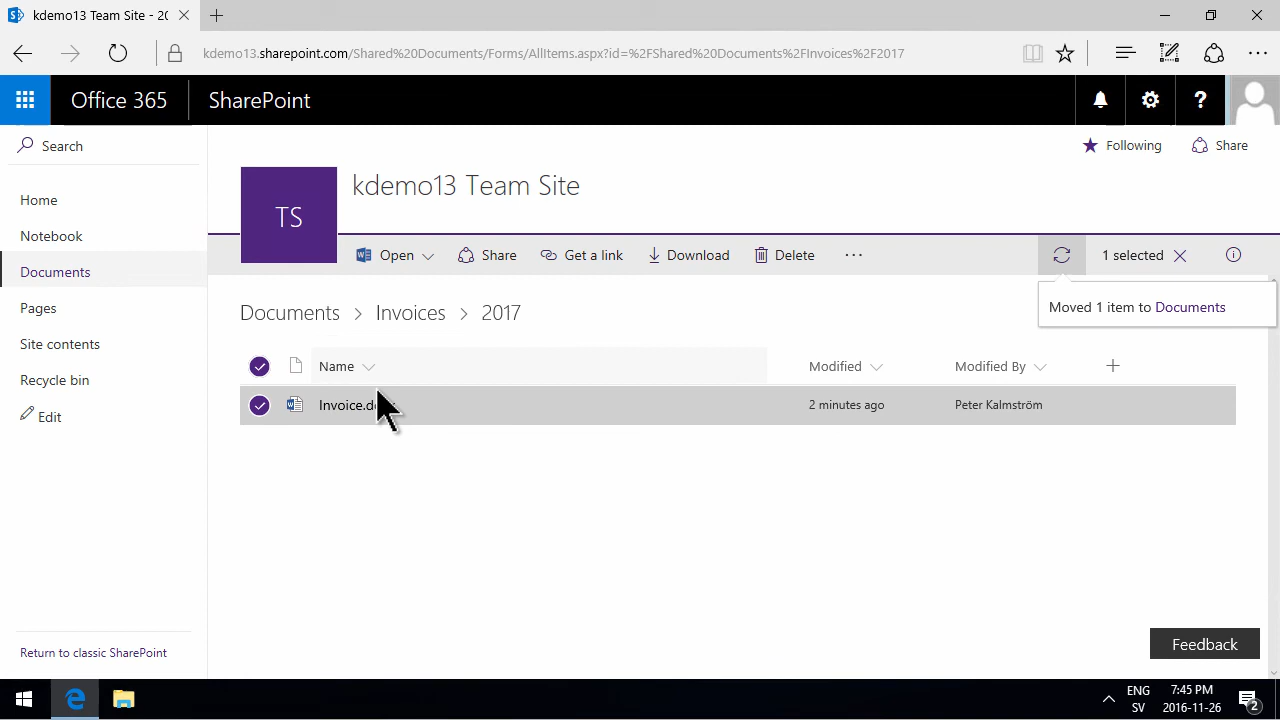 kdemo13 Team Site - 20
kdemo13.sharepoint.com/Shared%20Documents/Forms/AllItems.aspx?id=%2FShared%20Documents%2FInvoices%2F2017
Office 365
SharePoint
?
Search
Following
Share
Home
Notebook
Documents
Pages
Site contents
Recycle bin
Edit
TS
kdemo13 Team Site
Open
Share
Get a link
Download
Delete
1 selected
Moved 1 item to Documents
Documents > Invoices > 2017
Name
Modified
Modified By
Invoice.d
2 minutes ago
Peter Kalmström
Return to classic SharePoint
Feedback
ENG
SV
7:45 PM
2016-11-26
2